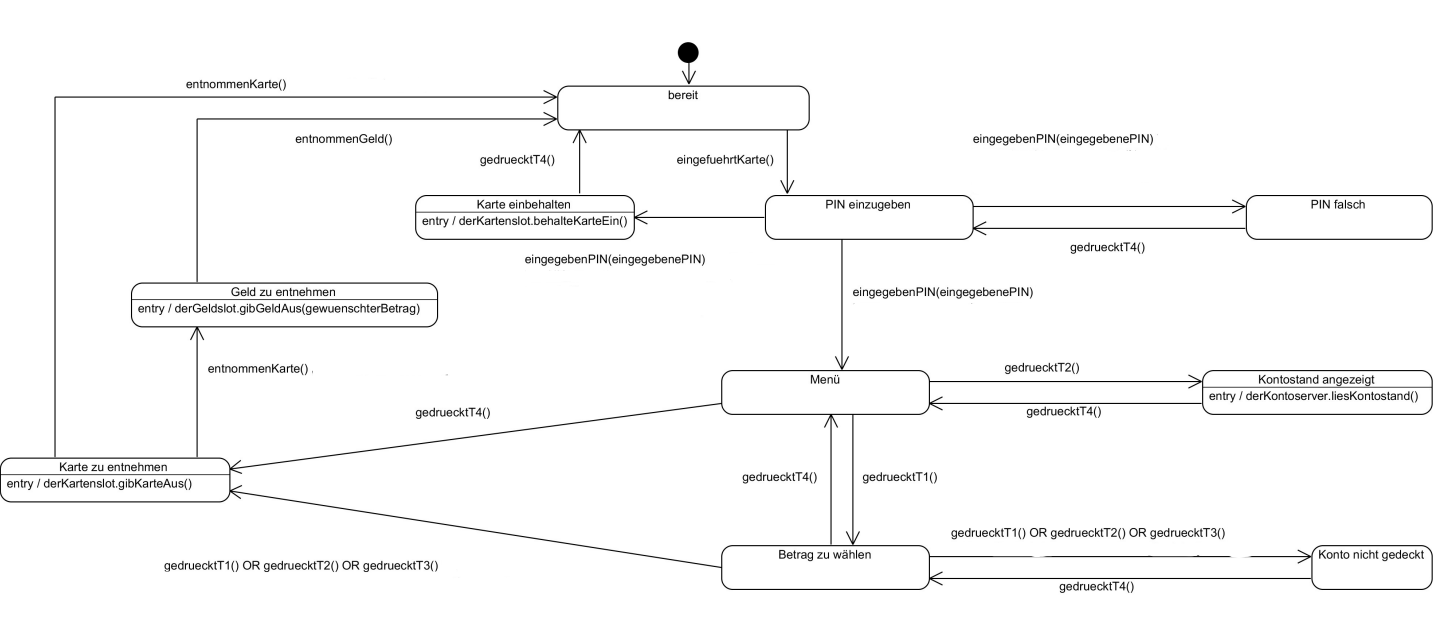 entnommenKarte()
bereit
entnommenGeld()
eingegebenPIN(eingegebenePIN)
gedruecktT4()
eingefuehrtKarte()
Karte einbehalten
entry / derKartenslot.behalteKarteEin()
PIN einzugeben
PIN falsch
gedruecktT4()
eingegebenPIN(eingegebenePIN)
Geld zu entnehmen
entry / derGeldslot.gibGeldAus(gewuenschterBetrag)
eingegebenPIN(eingegebenePIN)
entnommenKarte()
gedruecktT2()
Menü
Kontostand angezeigt
entry / derKontoserver.liesKontostand()
gedruecktT4()
gedruecktT4()
Karte zu entnehmen
entry / derKartenslot.gibKarteAus()
gedruecktT4()
gedruecktT1()
gedruecktT1() OR gedruecktT2() OR gedruecktT3()
Betrag zu wählen
Konto nicht gedeckt
gedruecktT1() OR gedruecktT2() OR gedruecktT3()
gedruecktT4()